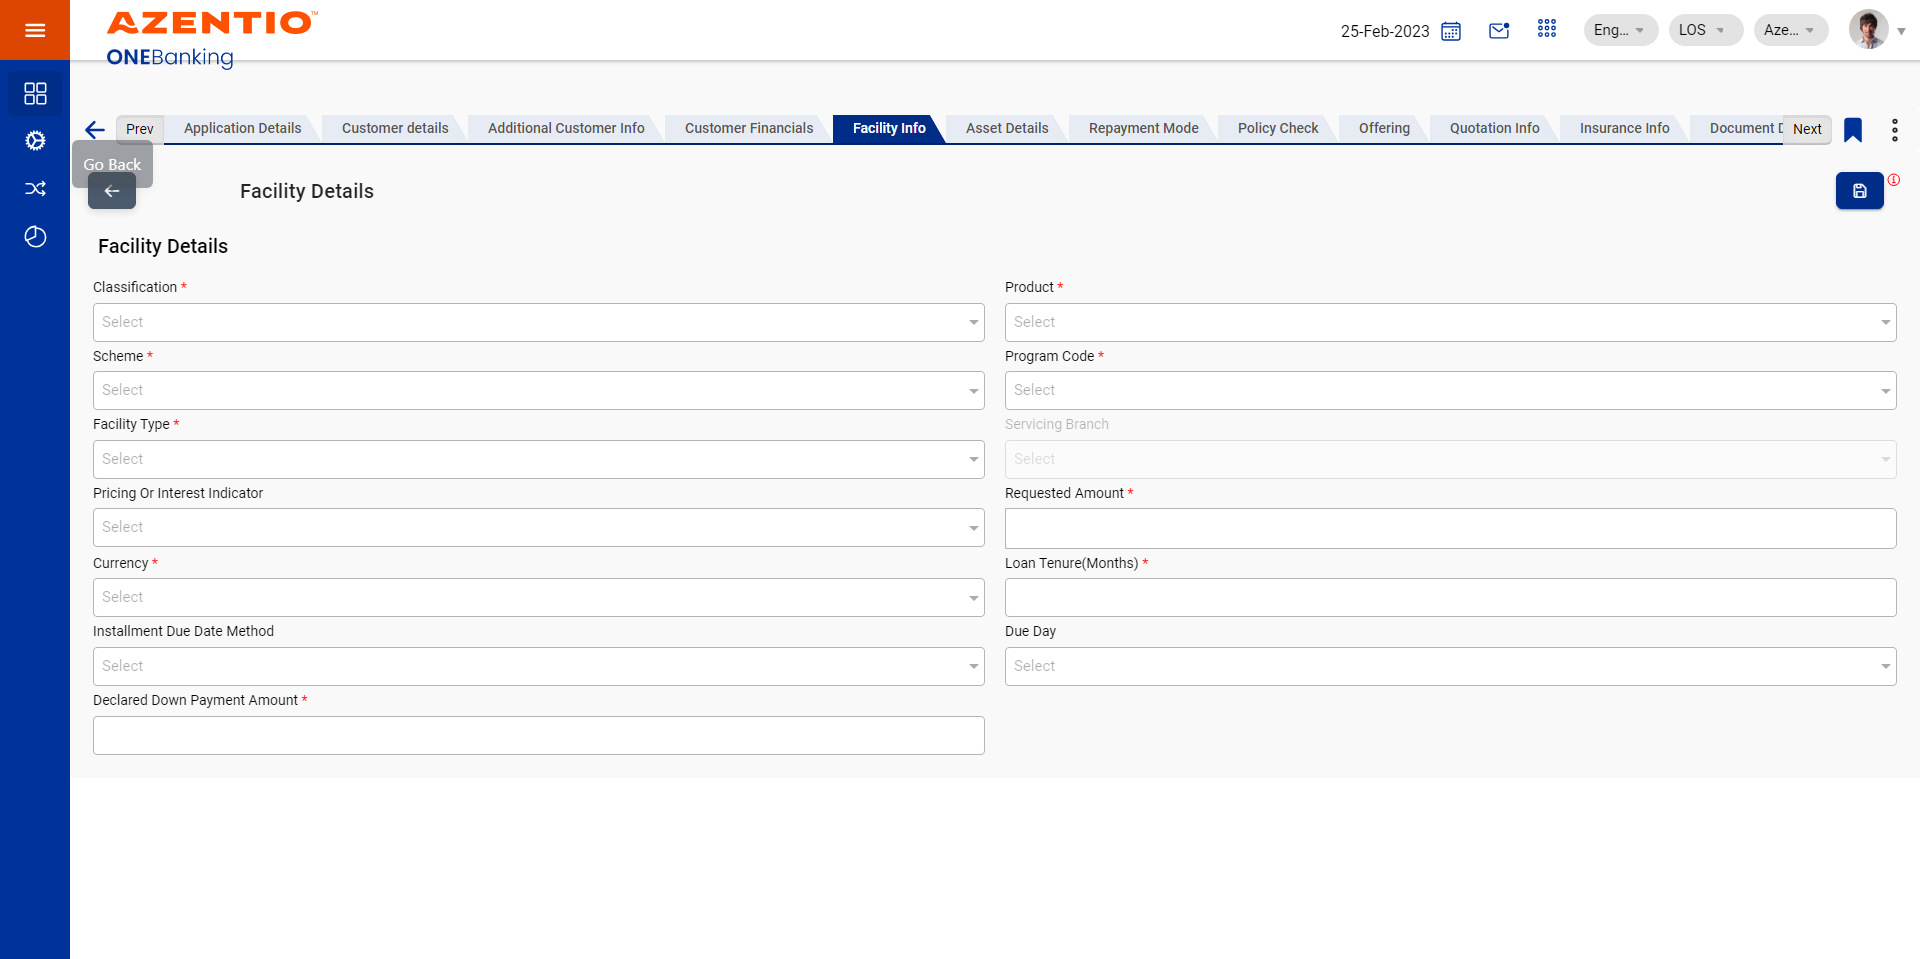 AZENTIO™
ONEBanking
25-Feb-2023
Eng...
LOS
Aze...
Prev
Application Details
Customer details
Additional Customer Info
Customer Financials
Facility Info
Asset Details
Repayment Mode
Policy Check
Offering
Quotation Info
Insurance Info
Document D
Next
Go Back
Facility Details
Facility Details
Classification *
Select
Product *
Select
Scheme *
Select
Program Code *
Select
Facility Type *
Select
Servicing Branch
Select
Pricing Or Interest Indicator
Select
Requested Amount *
Currency *
Select
Loan Tenure(Months) *
Installment Due Date Method
Select
Due Day
Select
Declared Down Payment Amount *